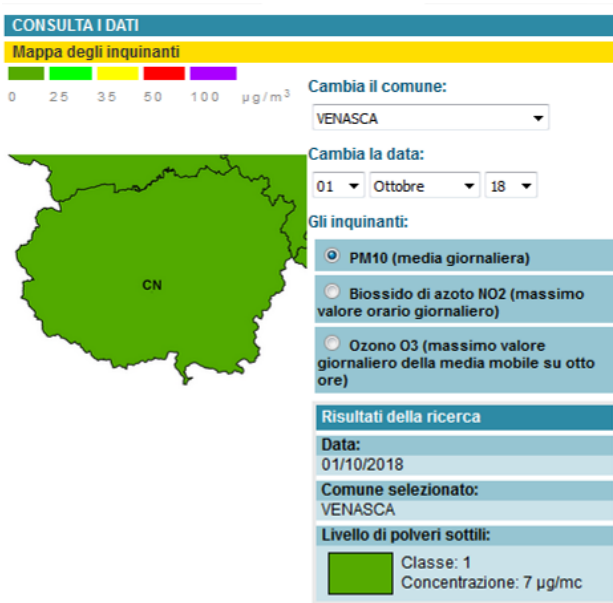 CONSULTA I DATI
Mappa degli inquinanti
0 25 35 50 100 µg/m³
Cambia il comune:
VENASCA
Cambia la data:
01 Ottobre 18
Gli inquinanti:
PM10 (media giornaliera)
Biossido di azoto NO2 (massimo
valore orario giornaliero)
Ozono O3 (massimo valore
giornaliero della media mobile su otto
ore)
CN
Risultati della ricerca
Data:
01/10/2018
Comune selezionato:
VENASCA
Livello di polveri sottili:
Classe: 1
Concentrazione: 7 µg/mc